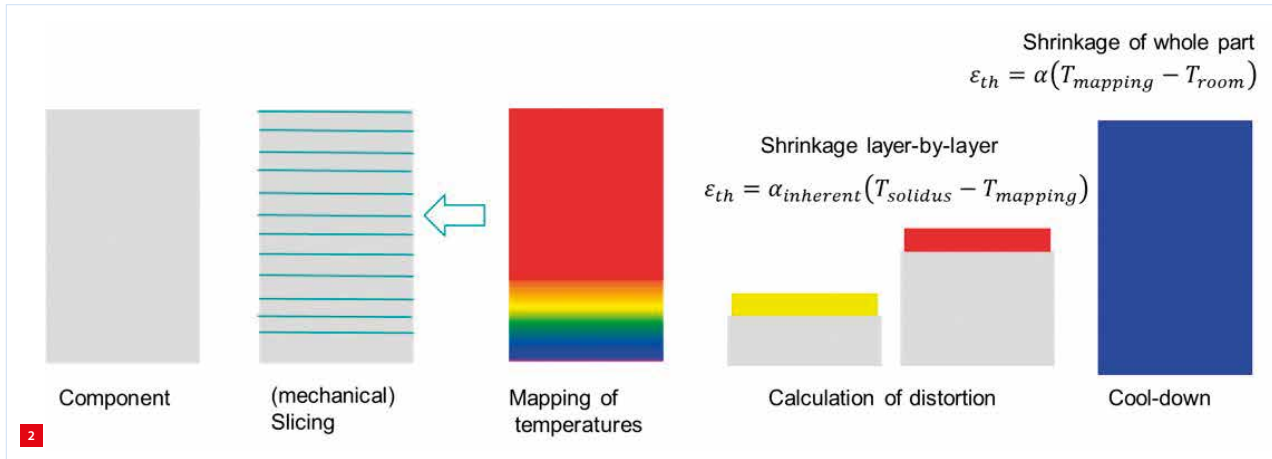 Shrinkage of whole part
εth = α(Tmapping − Troom)
Shrinkage layer-by-layer
εth = αinherent(Tsolidus − Tmapping)
Component
(mechanical)
Slicing
Mapping of
temperatures
Calculation of distortion
Cool-down
2